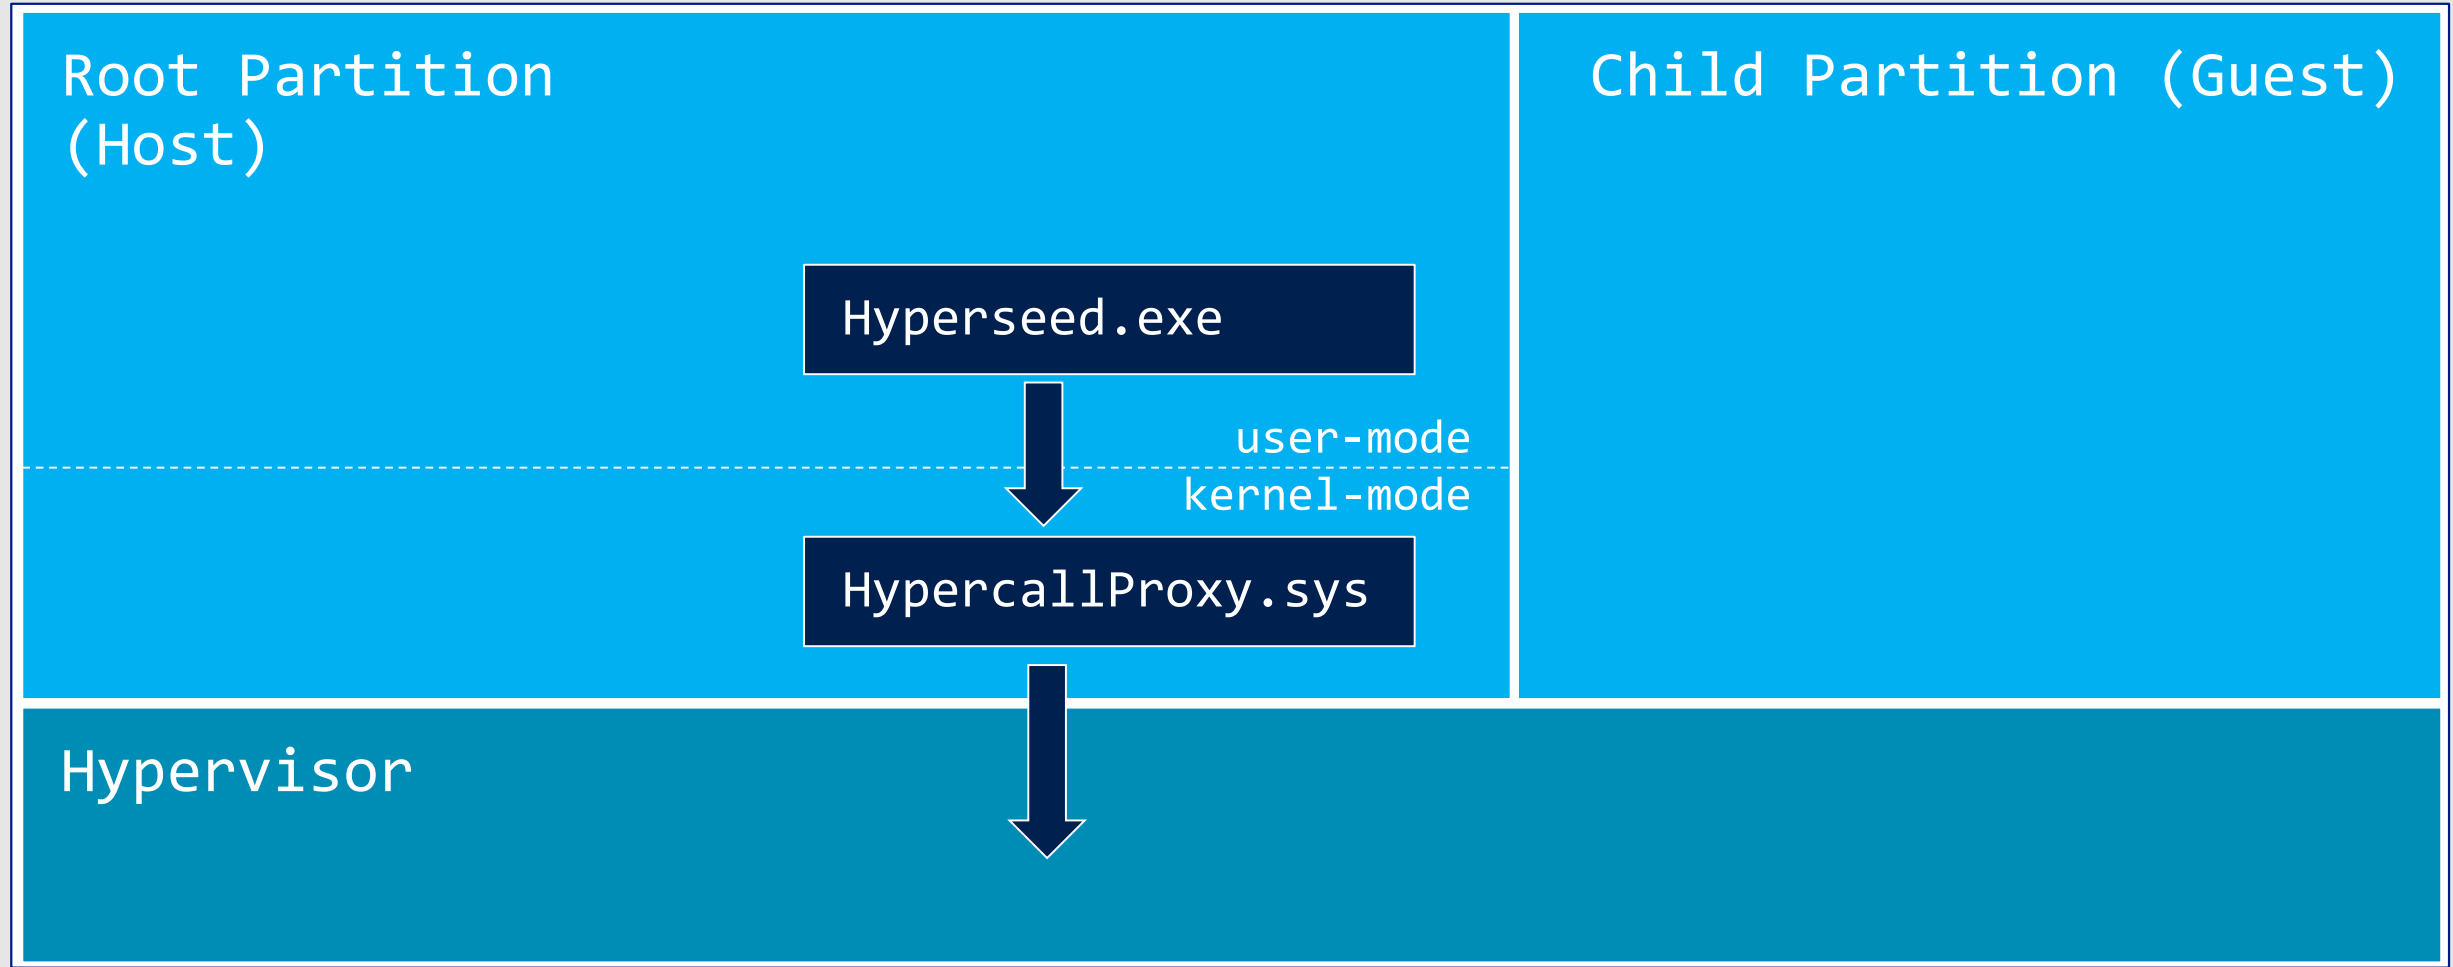 Root Partition
(Host)
Child Partition (Guest)
Hyperseed.exe
user-mode
kernel-mode
HypercallProxy.sys
Hypervisor